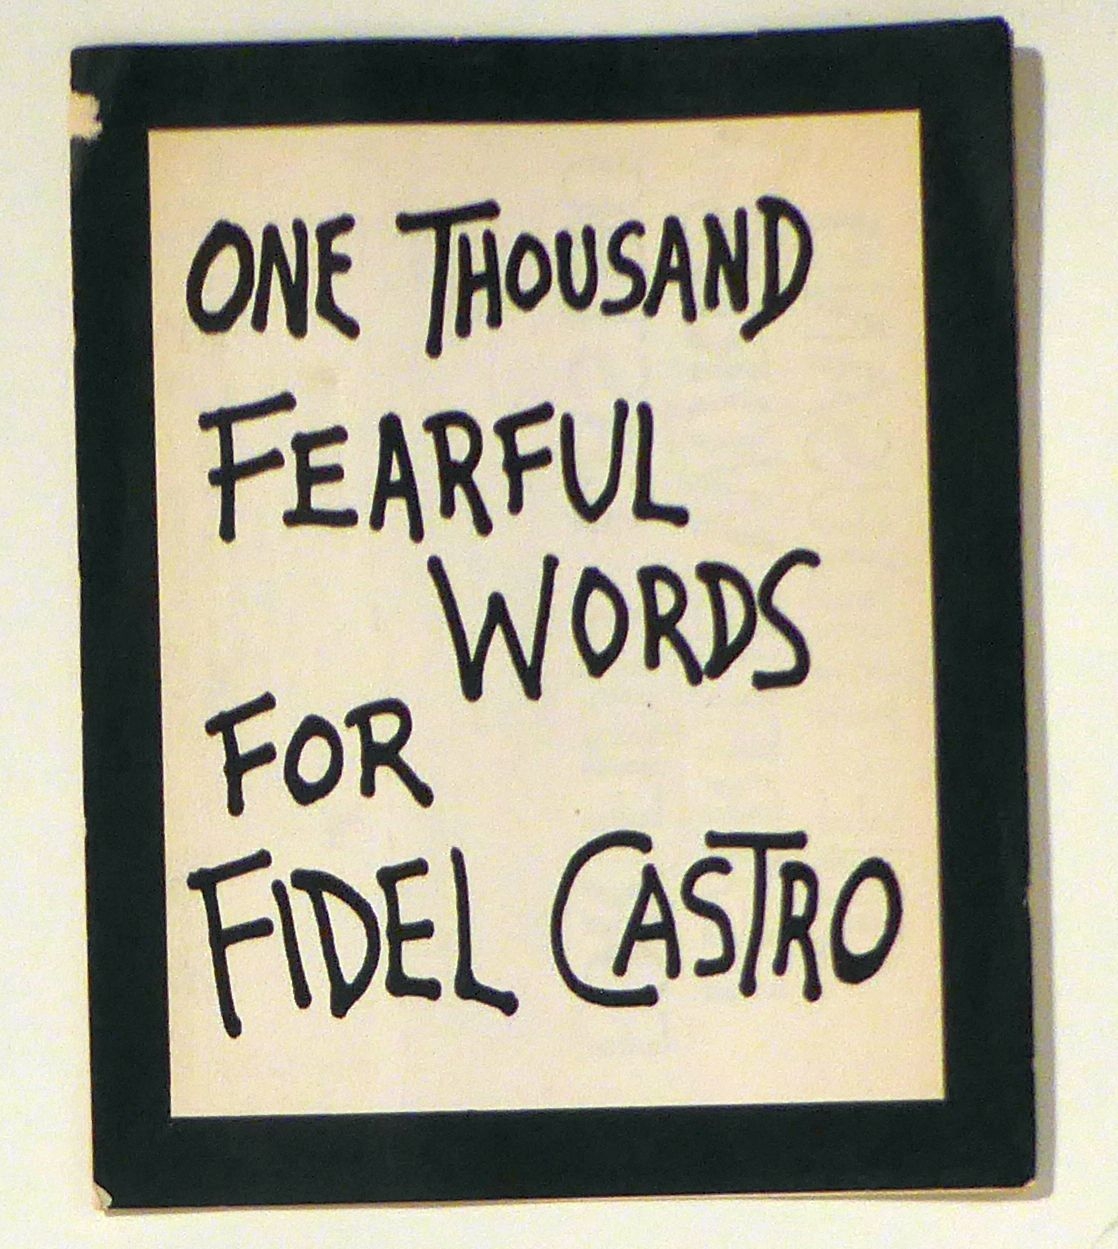 ONE THOUSAND
FEARFUL
WORDS
FOR
FIDEL CASTRO